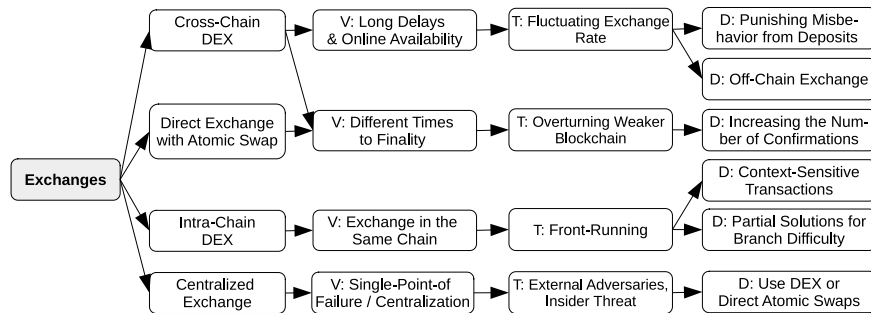 Cross-Chain
DEX
V: Long Delays
& Online Availability
T: Fluctuating Exchange
Rate
D: Punishing Misbe-
havior from Deposits
D: Off-Chain Exchange
Direct Exchange
with Atomic Swap
V: Different Times
to Finality
T: Overturning Weaker
Blockchain
D: Increasing the Num-
ber of Confirmations
Exchanges
D: Context-Sensitive
Transactions
Intra-Chain
DEX
V: Exchange in the
Same Chain
T: Front-Running
D: Partial Solutions for
Branch Difficulty
Centralized
Exchange
V: Single-Point-of
Failure / Centralization
T: External Adversaries,
Insider Threat
D: Use DEX or
Direct Atomic Swaps